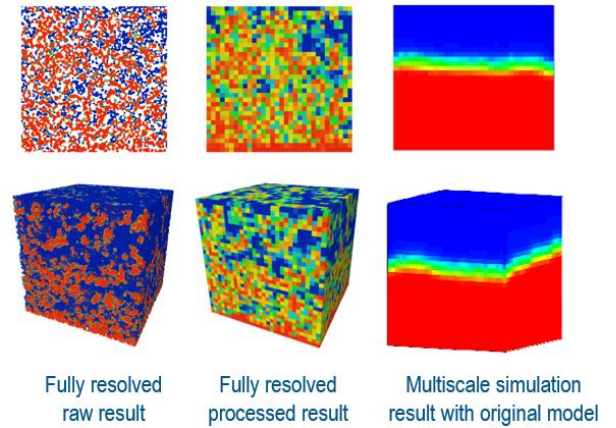 Fully resolved
raw result
Fully resolved
processed result
Multiscale simulation
result with original model